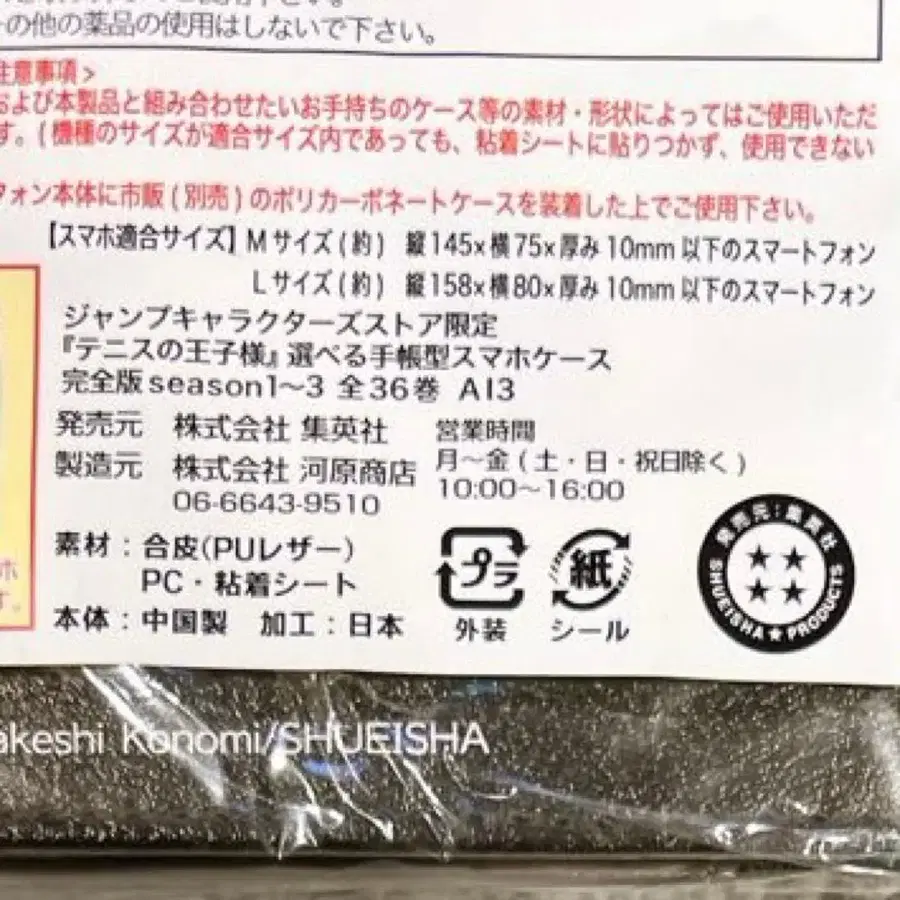 の他の薬品の使用はしないで下さい。
注意事項>
および本製品と組み合わせたいお手持ちのケース等の素材・形状によってはご使用いただ
す。(機種のサイズが適合サイズ内であっても、粘着シートに貼りつかず、使用できない
フォン本体に市販(別売)のポリカーボネートケースを装着した上でご使用下さい。
【スマホ適合サイズ】Mサイズ(約) 縦145×横75×厚み10mm以下のスマートフォン
Lサイズ(約) 縦158×横80×厚み10mm以下のスマートフォン
ジャンプキャラクターズストア限定
『テニスの王子様』選べる手帳型スマホケース
完全版season1〜3 全36巻 A13
発売元 株式会社 集英社
製造元 株式会社 河原商店
06-6643-9510
営業時間
月〜金(土・日・祝日除く)
10:00〜16:00
素材:合皮(PUレザー)
PC・粘着シート
本体:中国製 加工:日本
プラ
外装
紙
シール
発売元:集英社
SHUEISHA★PRODUCTS
ホ
す。
akeshi Konomi/SHUEISHA